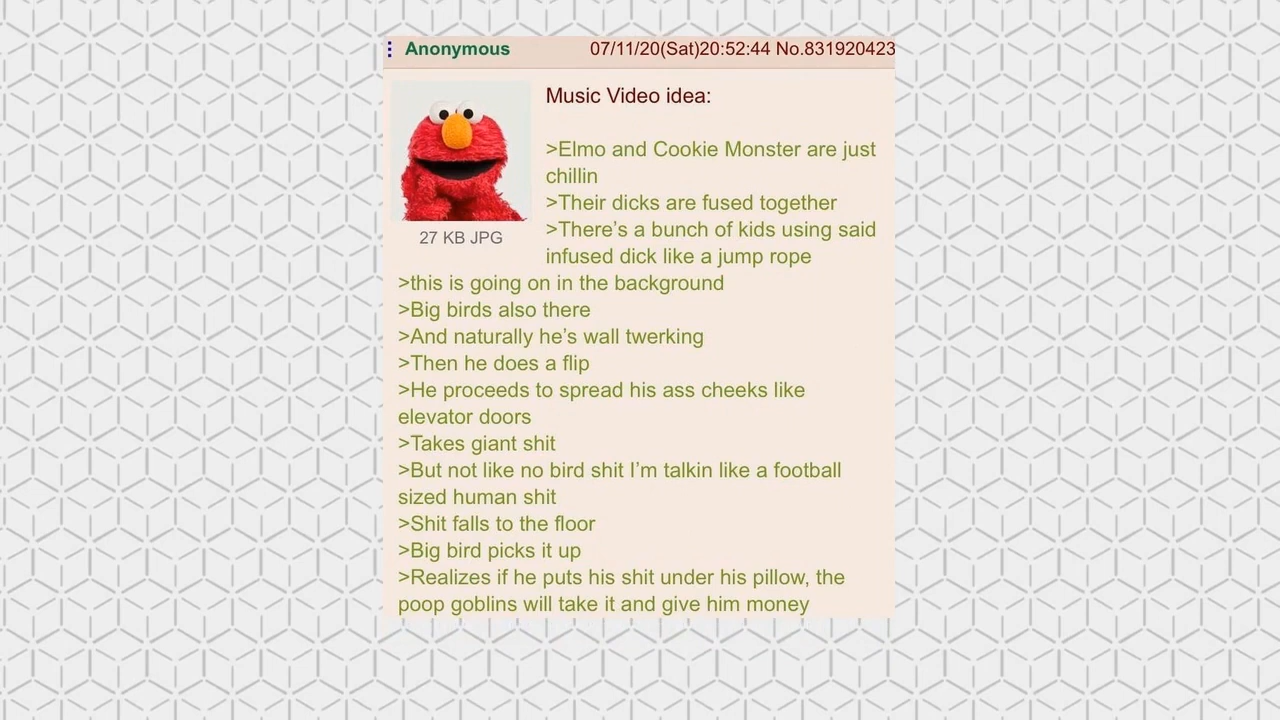 Anonymous 07/11/20(Sat)20:52:44 No.831920423
Music Video idea:
>Elmo and Cookie Monster are just
chillin
>Their dicks are fused together
>There's a bunch of kids using said
infused dick like a jump rope
27 KB JPG
>this is going on in the background
>Big birds also there
>And naturally he's wall twerking
>Then he does a flip
>He proceeds to spread his ass cheeks like
elevator doors
>Takes giant shit
>But not like no bird shit I'm talkin like a football
sized human shit
>Shit falls to the floor
>Big bird picks it up
>Realizes if he puts his shit under his pillow, the
poop goblins will take it and give him money